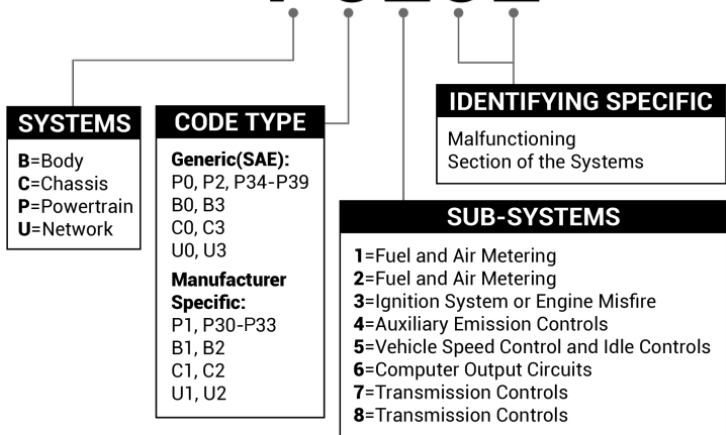 SYSTEMS
B=Body
C=Chassis
P=Powertrain
U=Network
CODE TYPE
Generic(SAE):
P0, P2, P34-P39
B0, B3
C0, C3
U0, U3
Manufacturer
Specific:
P1, P30-P33
B1, B2
C1, C2
U1, U2
IDENTIFYING SPECIFIC
Malfunctioning
Section of the Systems
SUB-SYSTEMS
1=Fuel and Air Metering
2=Fuel and Air Metering
3=Ignition System or Engine Misfire
4=Auxiliary Emission Controls
5=Vehicle Speed Control and Idle Controls
6=Computer Output Circuits
7=Transmission Controls
8=Transmission Controls